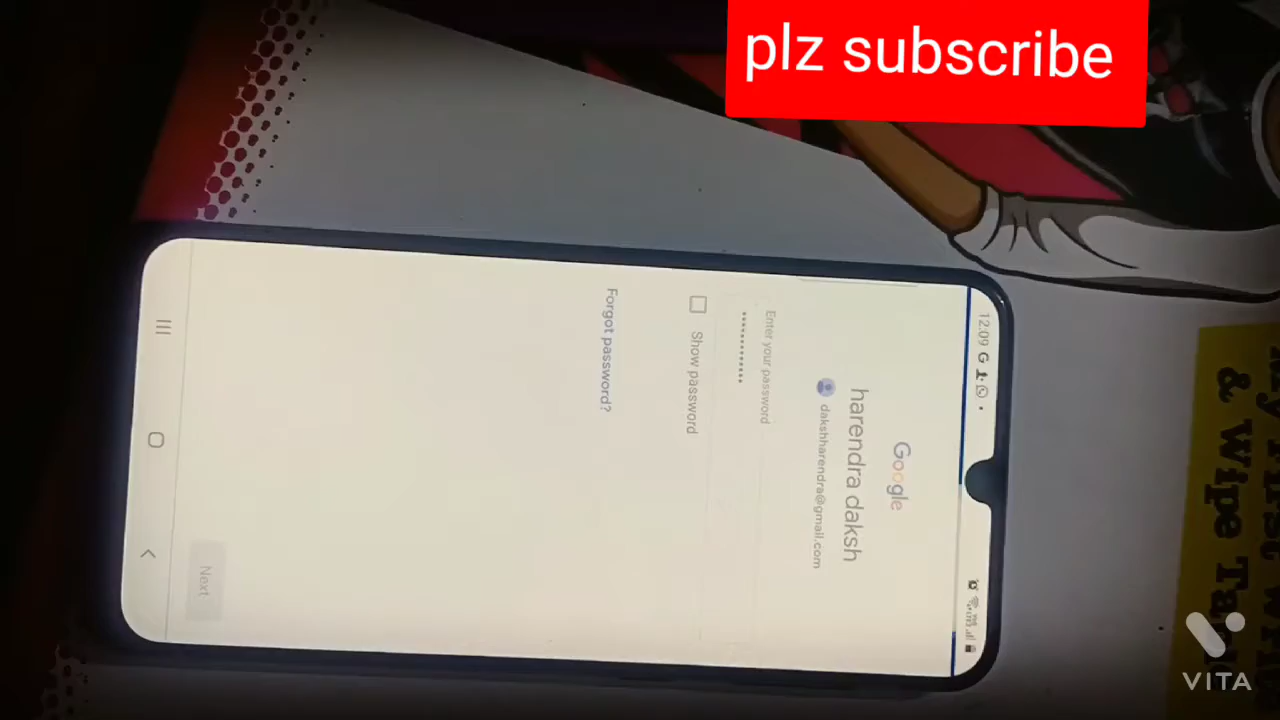 plz subscribe
12:09 G
Google
harendra daksh
dakshharendra@gmail.com
Enter your password
••••••••••••
Show password
Forgot password?
Next
& Wipe
VITA